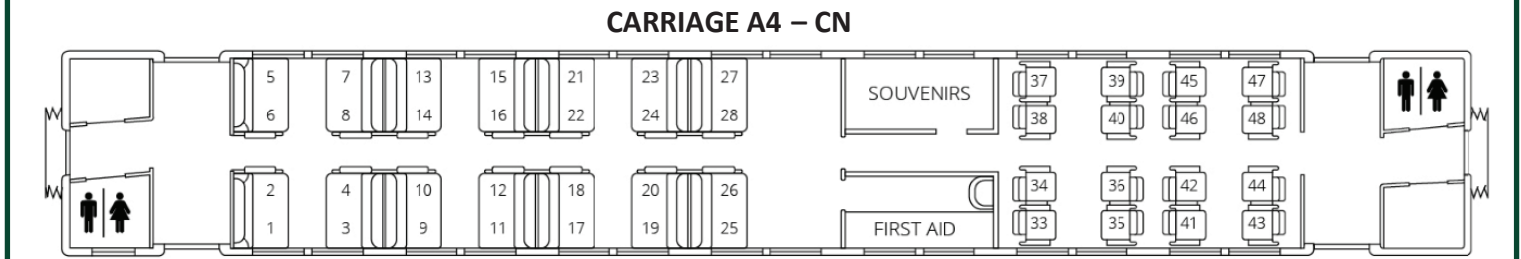 CARRIAGE A4 – CN
5 7 13 15 21 23 27 SOUVENIRS 37 39 45 47
6 8 14 16 22 24 28 38 40 46 48
2 4 10 12 18 20 26 34 36 42 44
1 3 9 11 17 19 25 FIRST AID 33 35 41 43